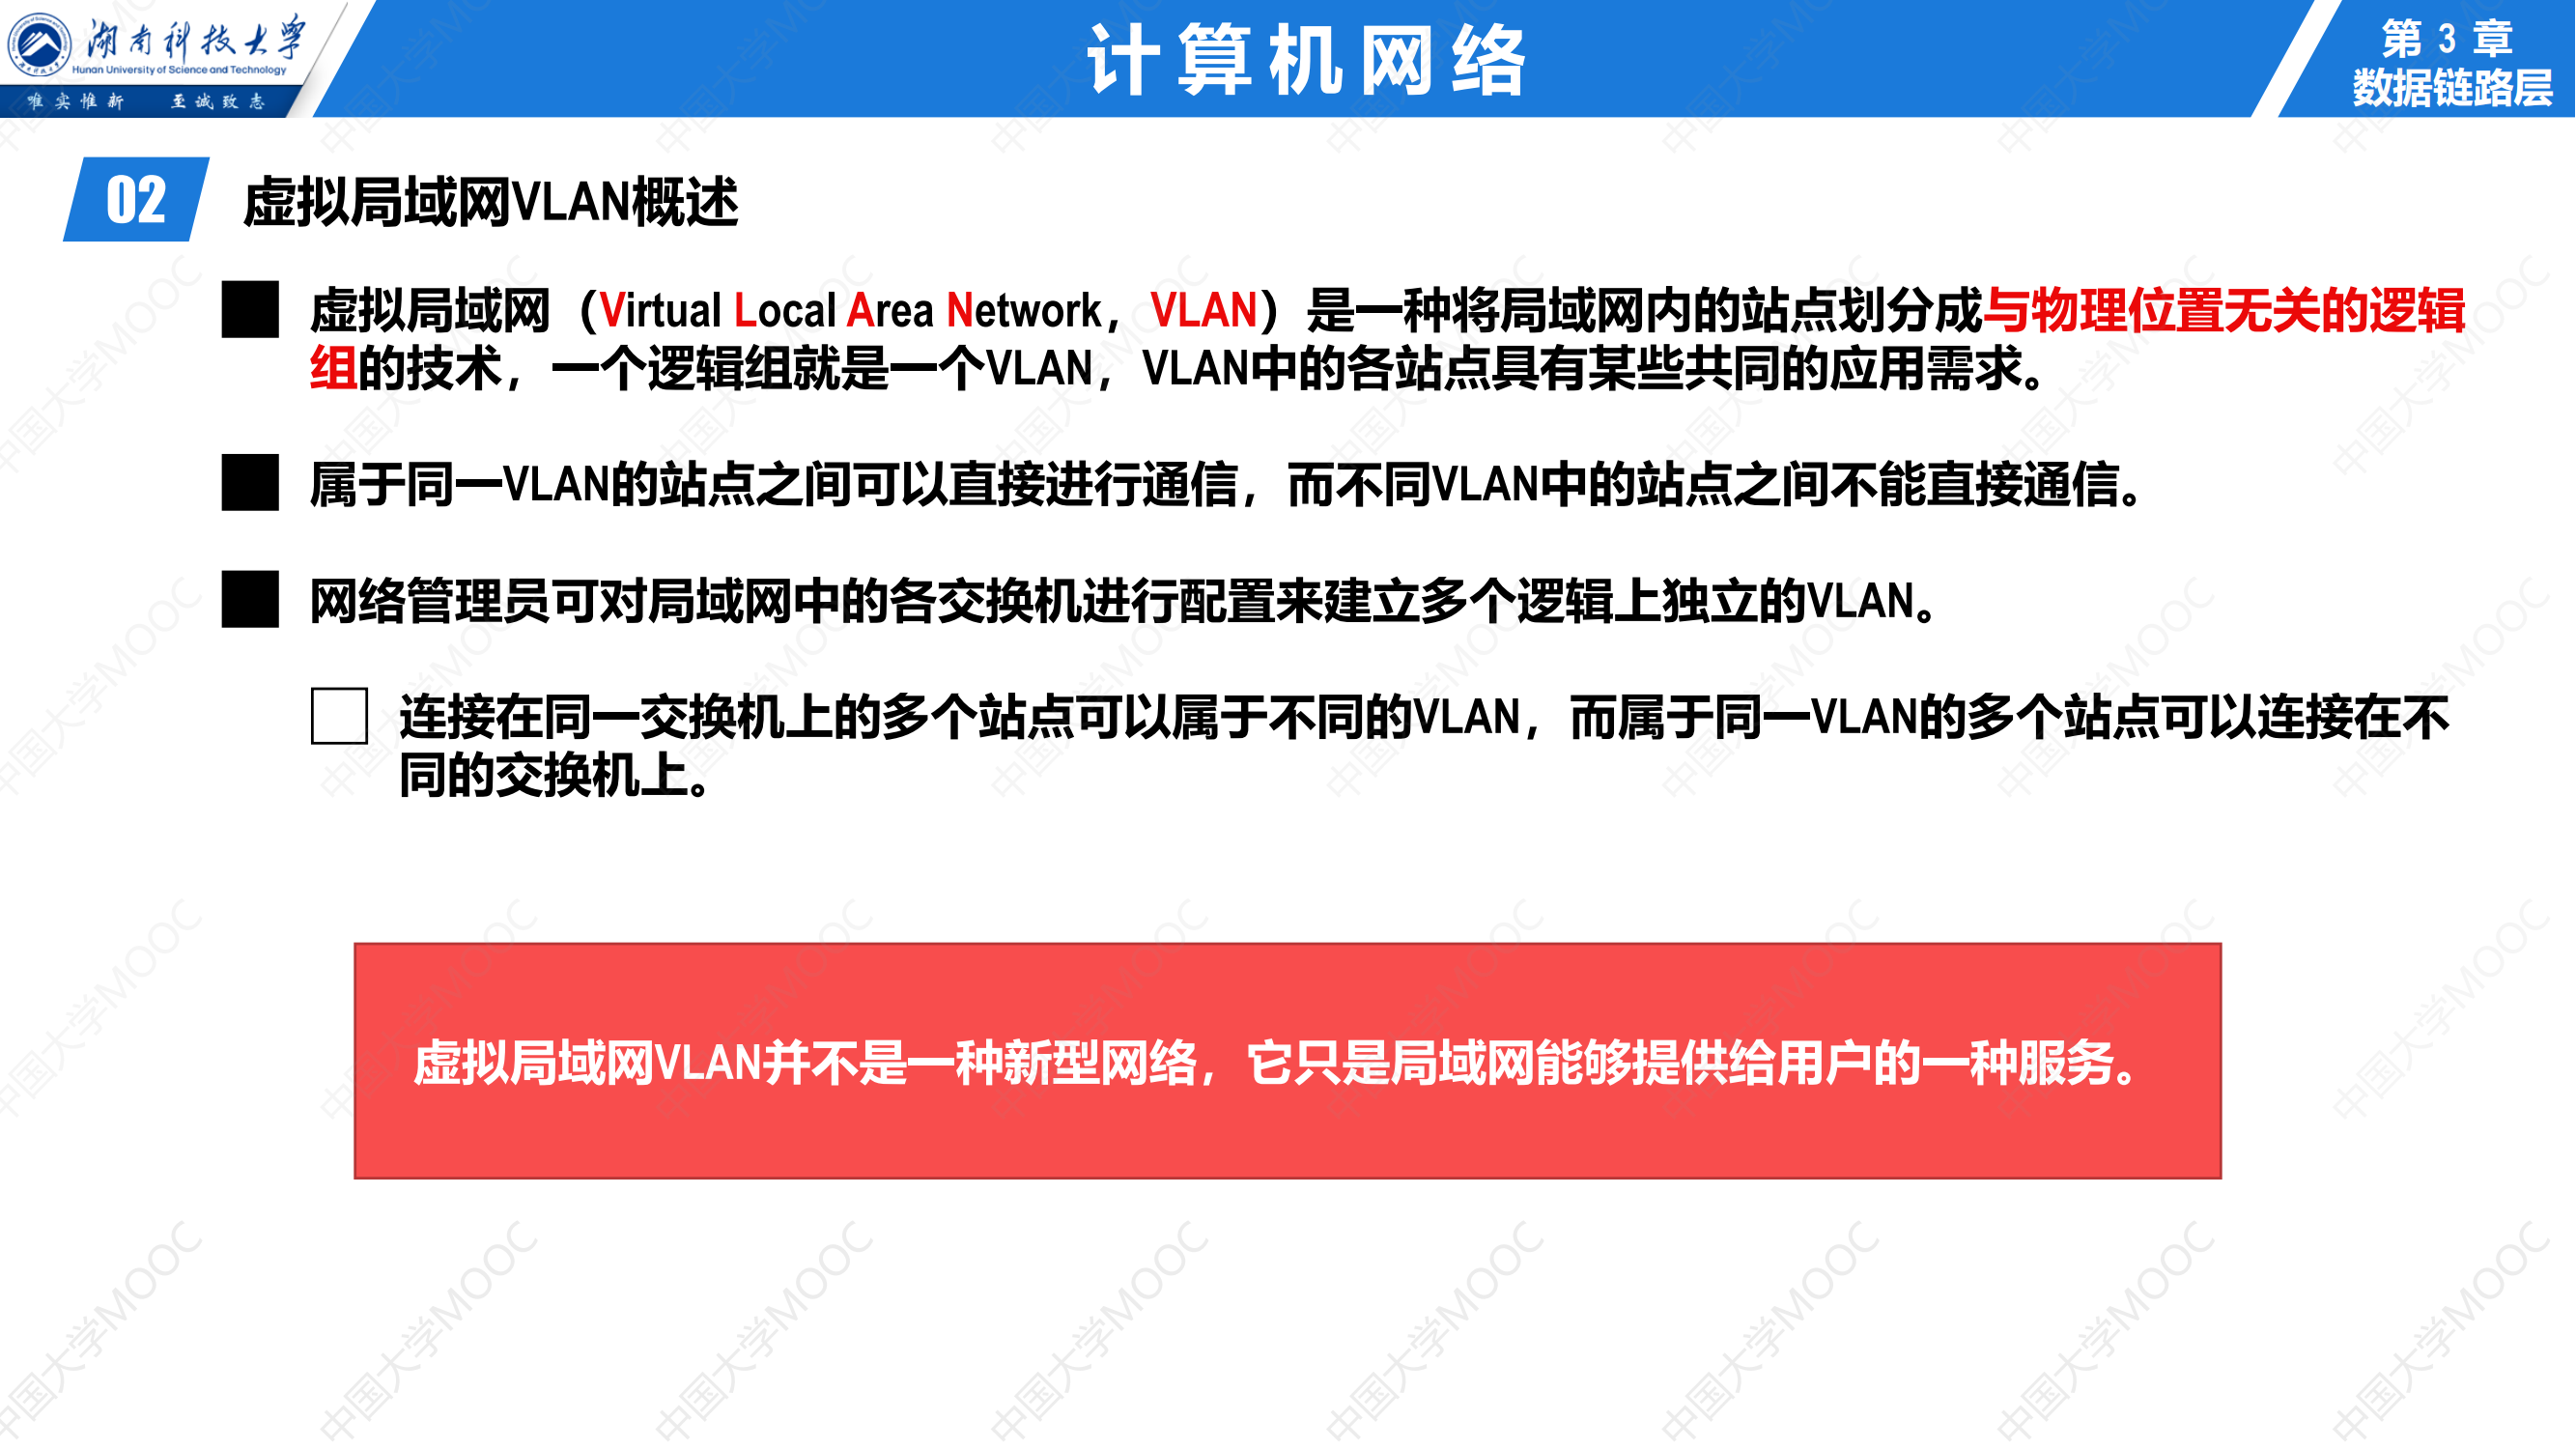 湖南科技大学
Hunan University of Science and Technology
唯实惟新 至诚致志
计算机网络
第 3 章
数据链路层
02 虚拟局域网VLAN概述
虚拟局域网（Virtual Local Area Network，VLAN）是一种将局域网内的站点划分成与物理位置无关的逻辑
组的技术，一个逻辑组就是一个VLAN，VLAN中的各站点具有某些共同的应用需求。
属于同一VLAN的站点之间可以直接进行通信，而不同VLAN中的站点之间不能直接通信。
网络管理员可对局域网中的各交换机进行配置来建立多个逻辑上独立的VLAN。
连接在同一交换机上的多个站点可以属于不同的VLAN，而属于同一VLAN的多个站点可以连接在不
同的交换机上。
虚拟局域网VLAN并不是一种新型网络，它只是局域网能够提供给用户的一种服务。
中国大学MOOC